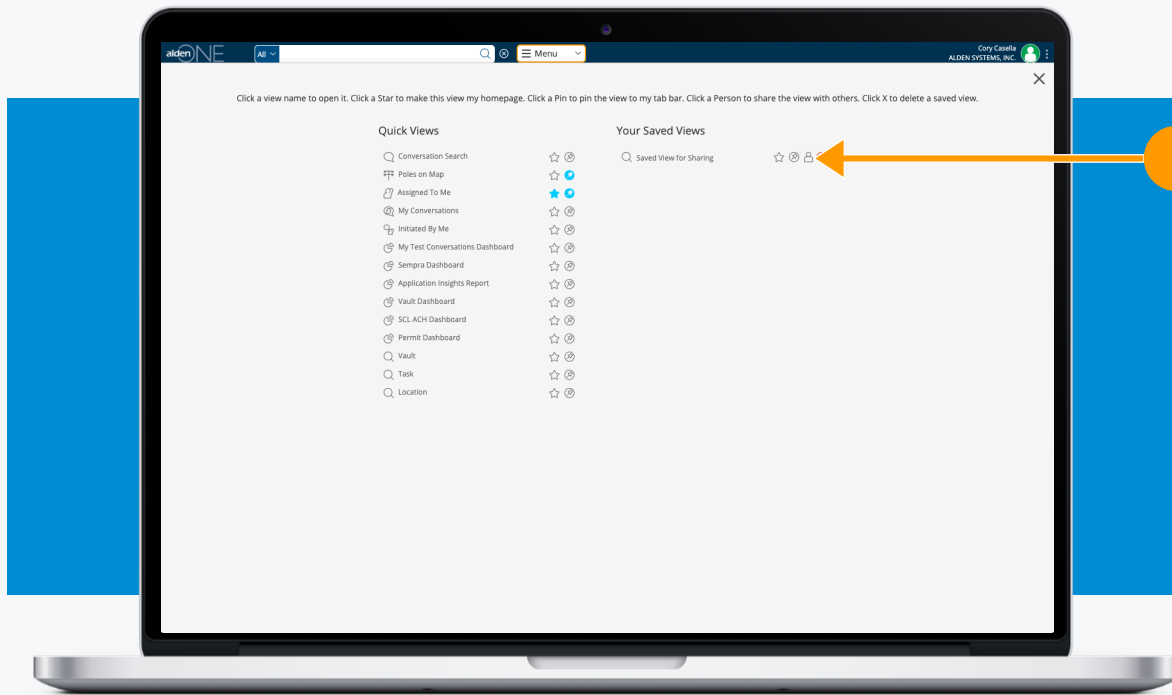 alden ONE
All
Menu
Cory Casella
ALDEN SYSTEMS, INC.
Click a view name to open it. Click a Star to make this view my homepage. Click a Pin to pin the view to my tab bar. Click a Person to share the view with others. Click X to delete a saved view.
Quick Views
Conversation Search
Poles on Map
Assigned To Me
My Conversations
Initiated By Me
My Test Conversations Dashboard
Sempra Dashboard
Application Insights Report
Vault Dashboard
SCL ACH Dashboard
Permit Dashboard
Vault
Task
Location
Your Saved Views
Saved View for Sharing